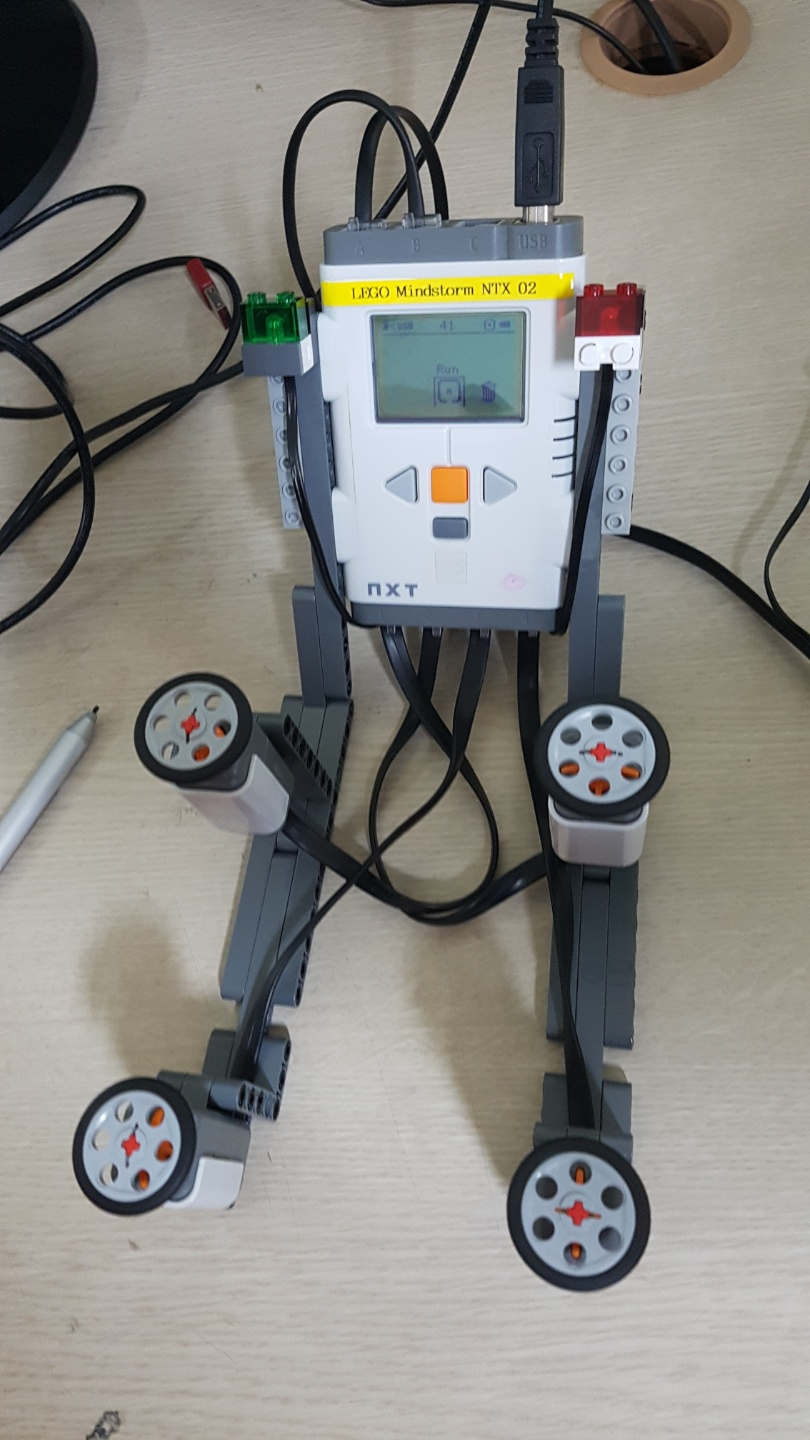 A B C USB
LEGO Mindstorm NTX 02
USB 41
Run
NXT